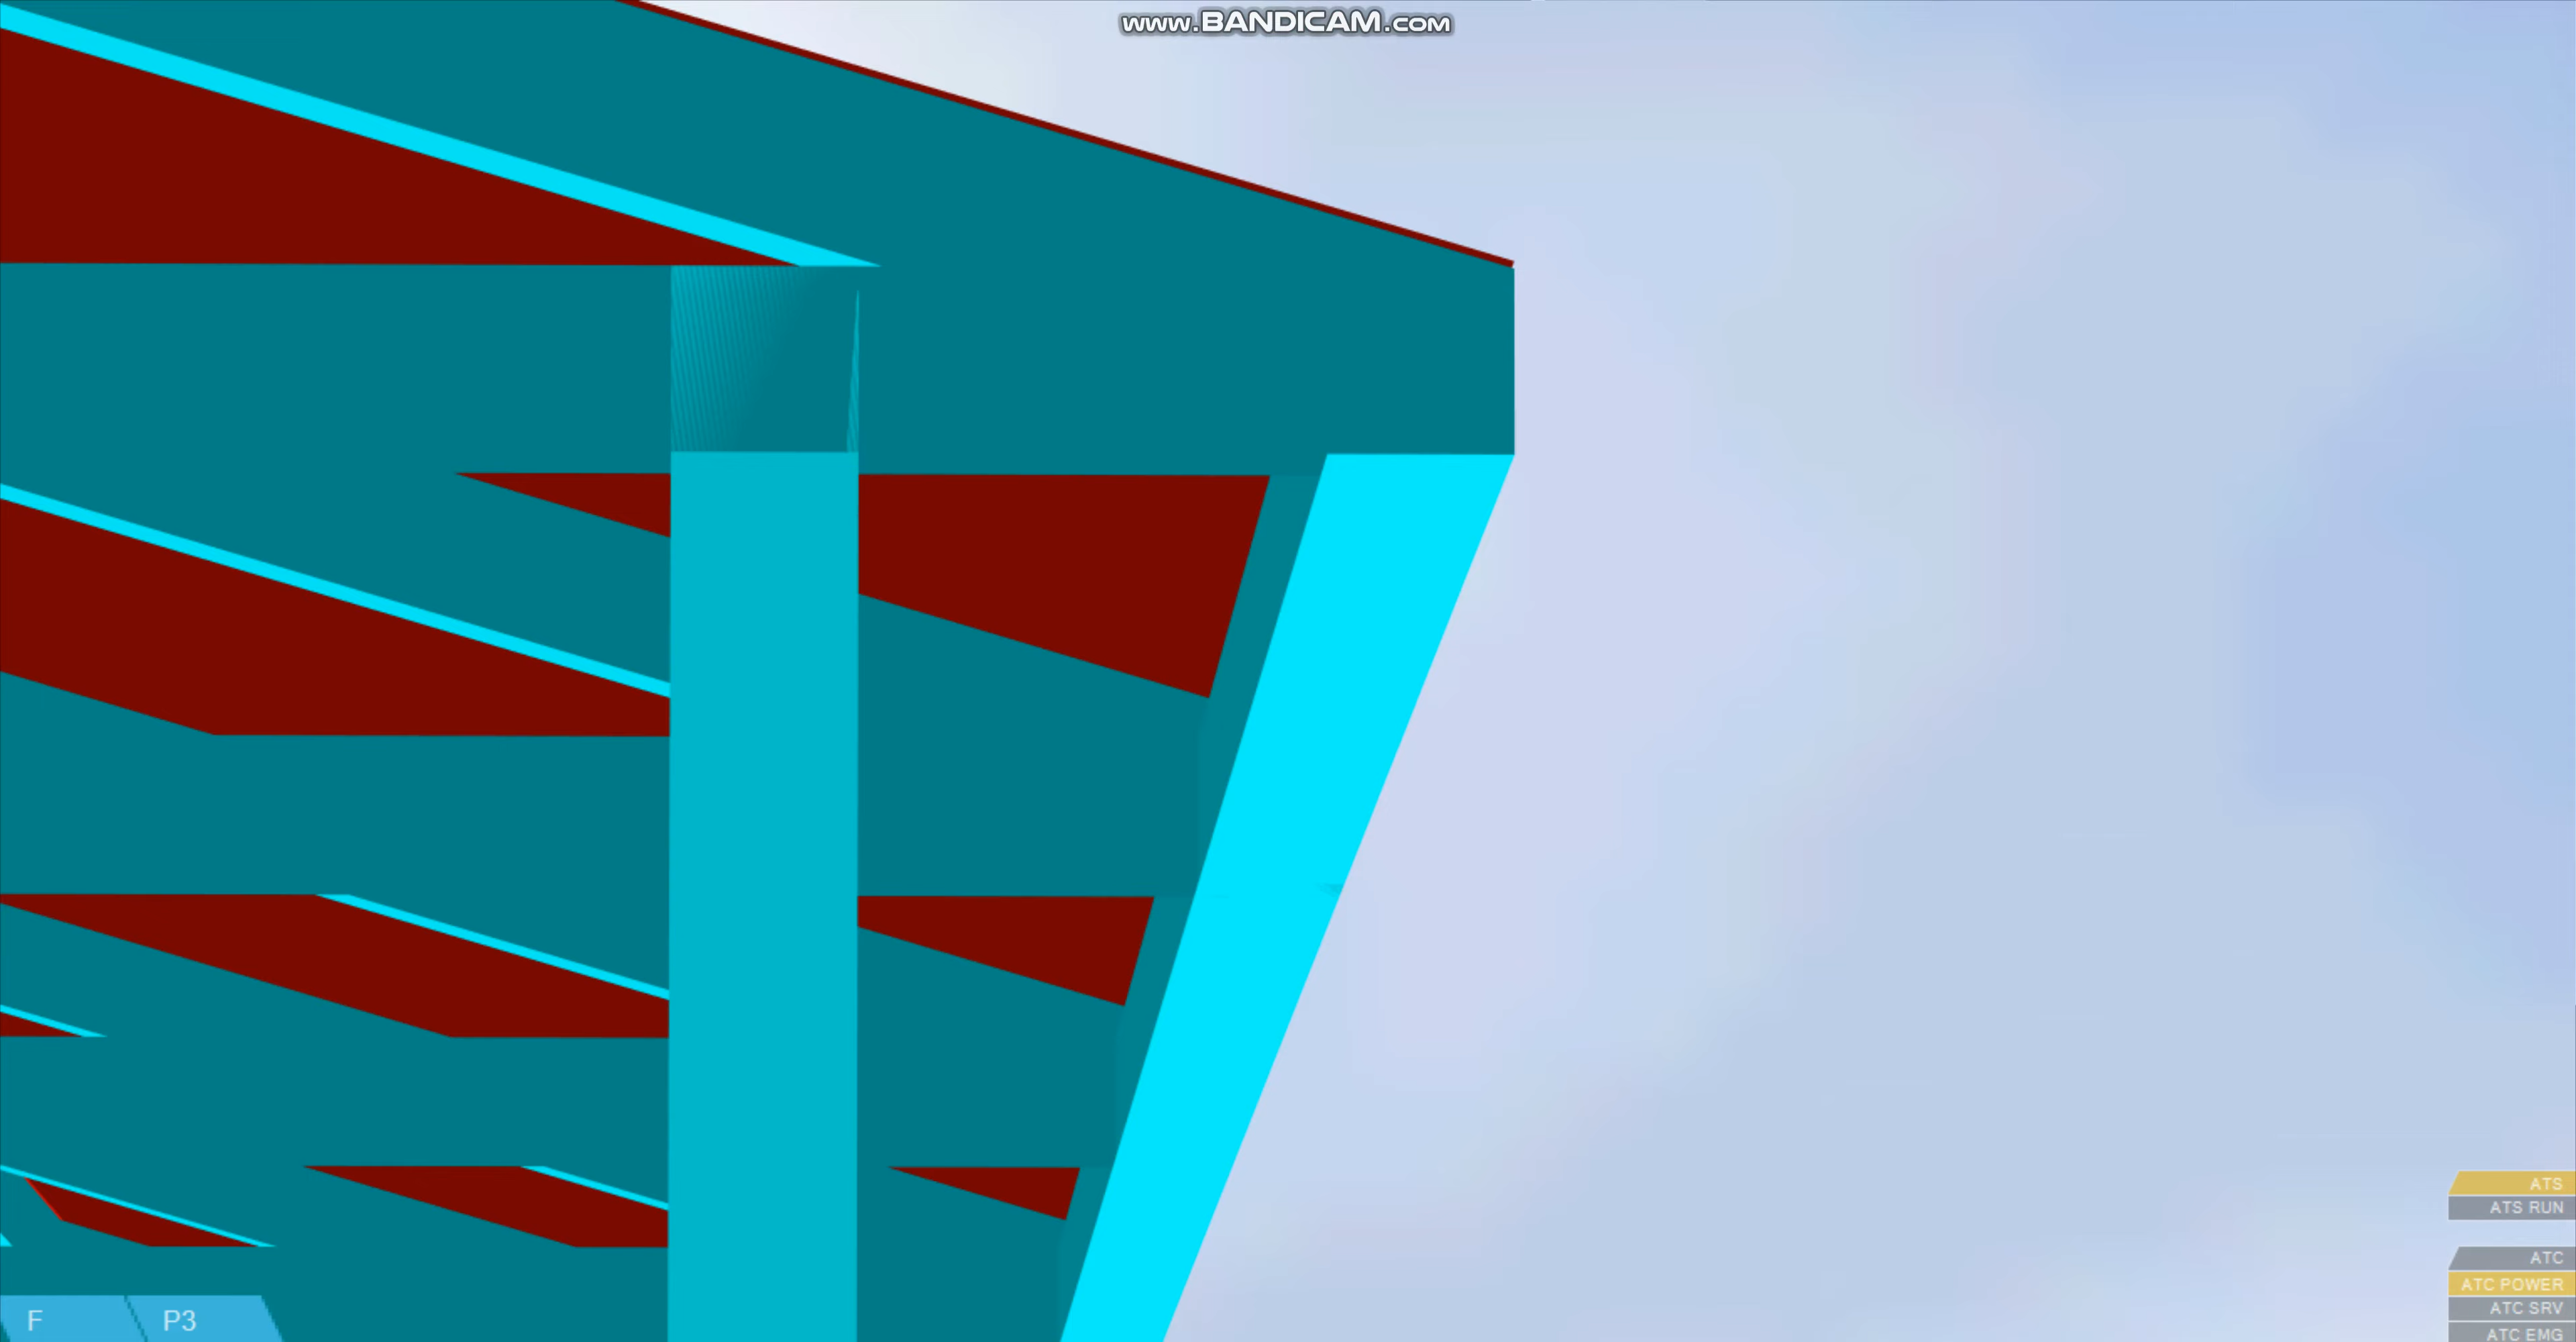 www.BANDICAM.com
ATS
ATS RUN
ATC
ATC POWER
ATC SRV
ATC EMG
F
P3